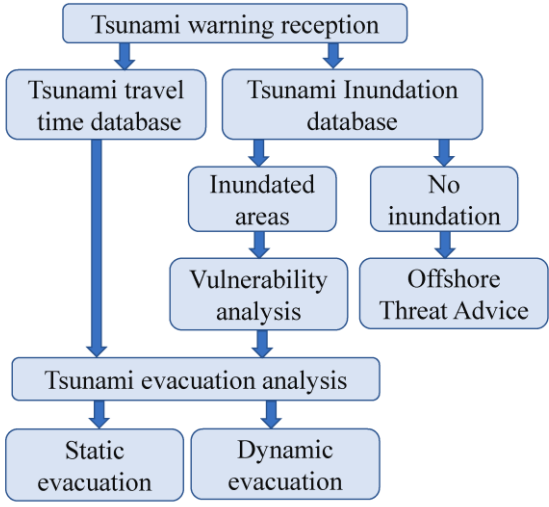 Tsunami warning reception
Tsunami travel
time database
Tsunami Inundation
database
Inundated
areas
No
inundation
Vulnerability
analysis
Offshore
Threat Advice
Tsunami evacuation analysis
Static
evacuation
Dynamic
evacuation